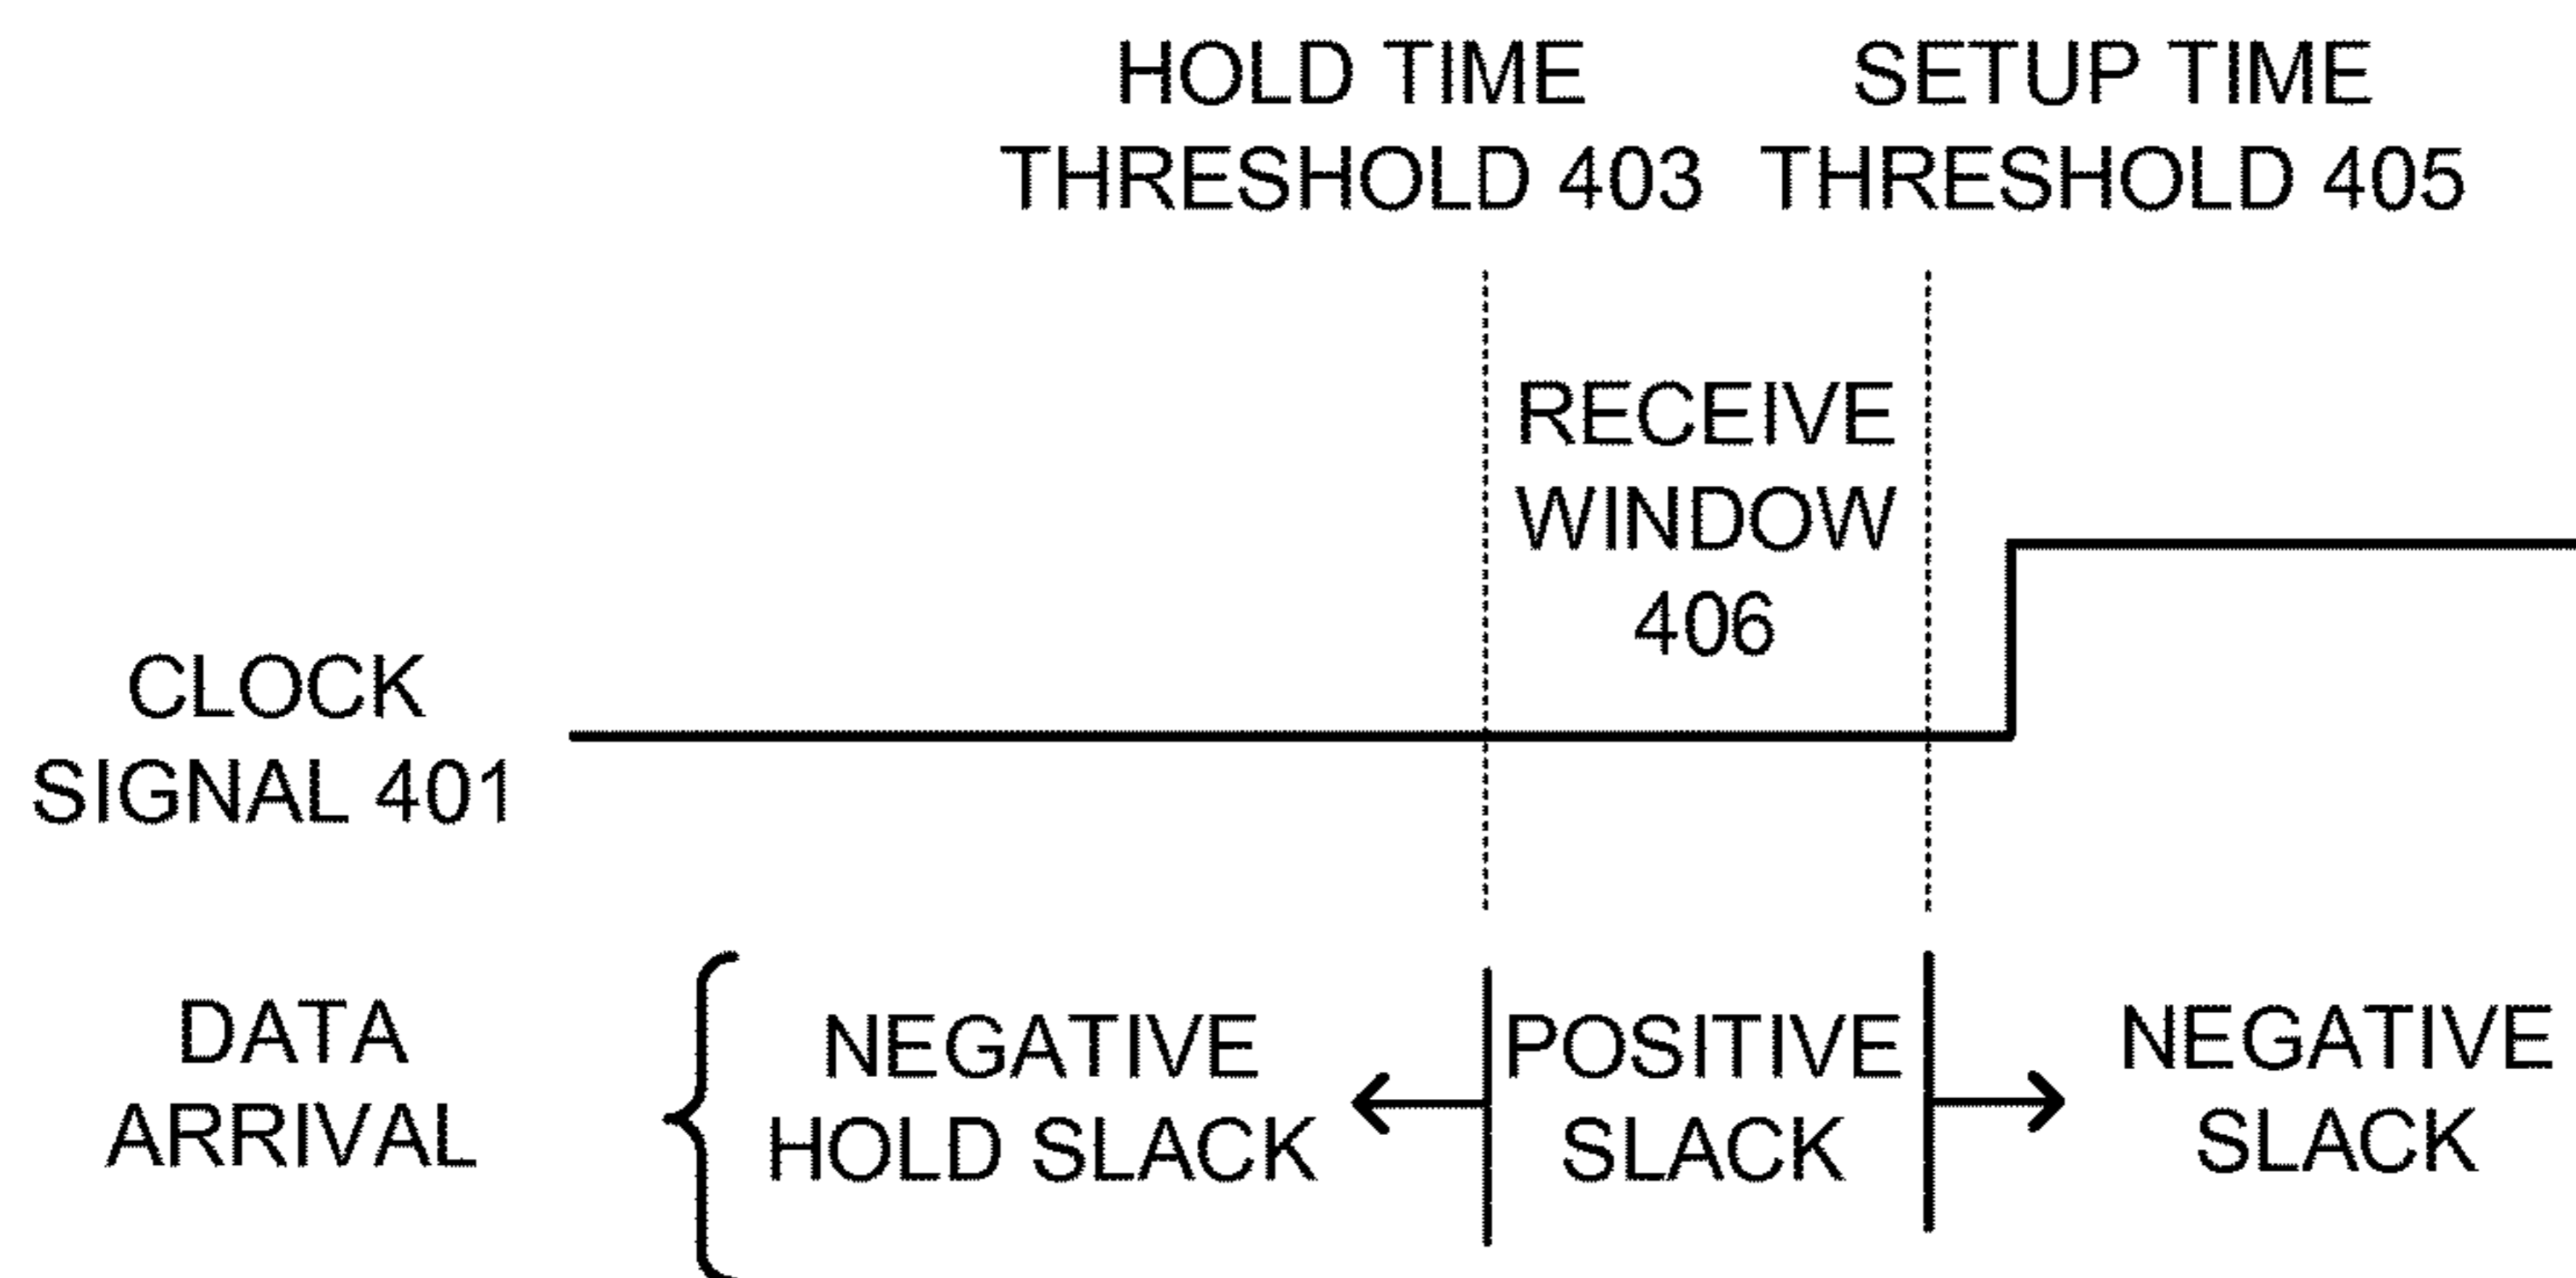 HOLD TIME
THRESHOLD 403
SETUP TIME
THRESHOLD 405
RECEIVE
WINDOW
406
CLOCK
SIGNAL 401
DATA
ARRIVAL
NEGATIVE
HOLD SLACK
POSITIVE
SLACK
NEGATIVE
SLACK